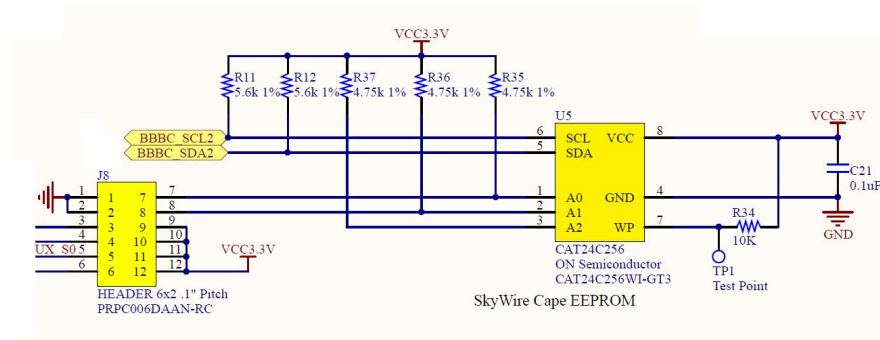 VCC3.3V
R11 R12 R37 R36 R35
5.6k 1% 5.6k 1% 4.75k 1% 4.75k 1% 4.75k 1%
U5
VCC3.3V
BBBC_SCL2
BBBC_SDA2
6 SCL VCC 8
5 SDA
C21
0.1uF
J8
1 1 7 7
2 2 8 8
3 3 9 9
4 4 10 10
UX_S0 5 5 11 11
6 6 12 12
VCC3.3V
1 A0 GND 4
2 A1
3 A2 WP 7
R34
10K
GND
TP1
Test Point
CAT24C256
ON Semiconductor
CAT24C256WI-GT3
HEADER 6x2 .1" Pitch
PRPC006DAAN-RC
SkyWire Cape EEPROM